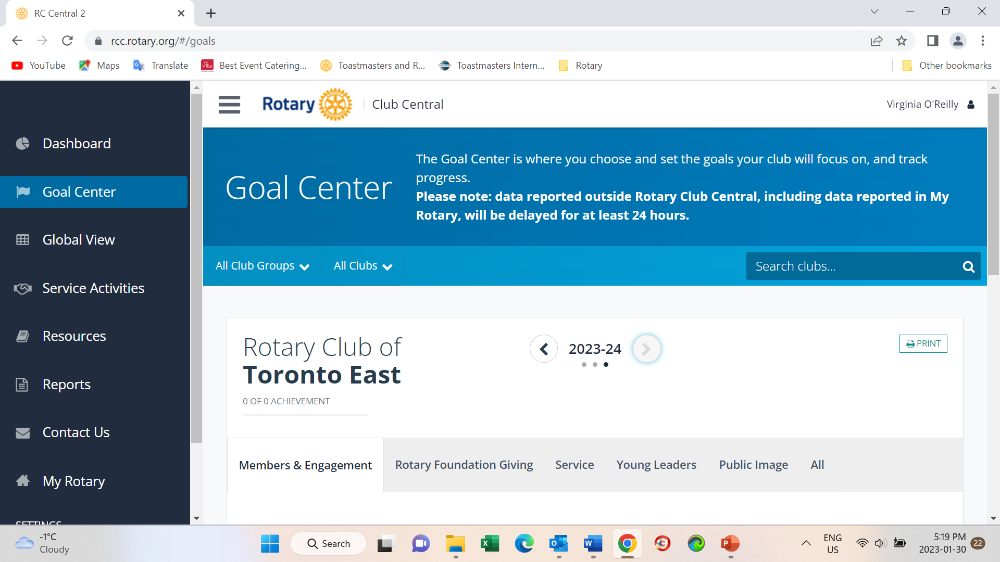 RC Central 2
rcc.rotary.org/#/goals
YouTube
Maps
Translate
Best Event Catering...
Toastmasters and R...
Toastmasters Intern...
Rotary
Other bookmarks
Dashboard
Goal Center
Global View
Service Activities
Resources
Reports
Contact Us
My Rotary
SETTINGS
Rotary
Club Central
Virginia O'Reilly
Goal Center
The Goal Center is where you choose and set the goals your club will focus on, and track
progress.
Please note: data reported outside Rotary Club Central, including data reported in My
Rotary, will be delayed for at least 24 hours.
All Club Groups
All Clubs
Search clubs...
Rotary Club of
Toronto East
0 OF 0 ACHIEVEMENT
2023-24
PRINT
Members & Engagement
Rotary Foundation Giving
Service
Young Leaders
Public Image
All
-1°C
Cloudy
Search
ENG
US
5:19 PM
2023-01-30
22